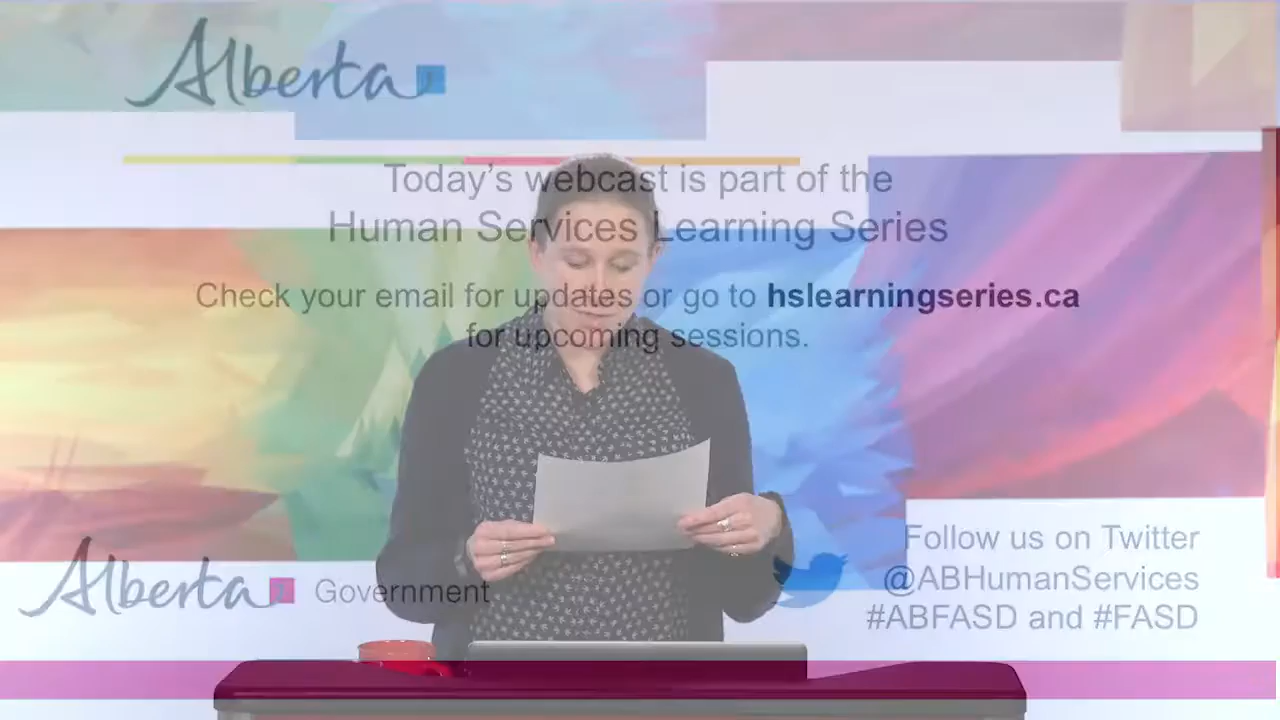 Alberta
Today's webcast is part of the
Human Services Learning Series
Check your email for updates or go to hslearningseries.ca
for upcoming sessions.
Follow us on Twitter
@ABHumanServices
#ABFASD and #FASD
Alberta Government